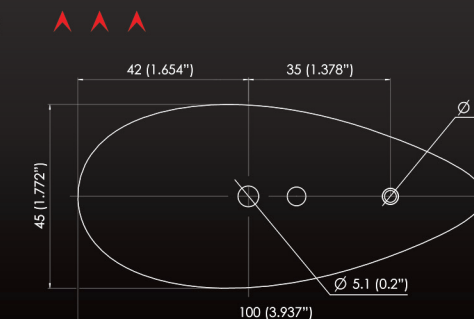 42 (1.654")
35 (1.378")
Ø
45 (1.772")
Ø 5.1 (0.2")
100 (3.937")